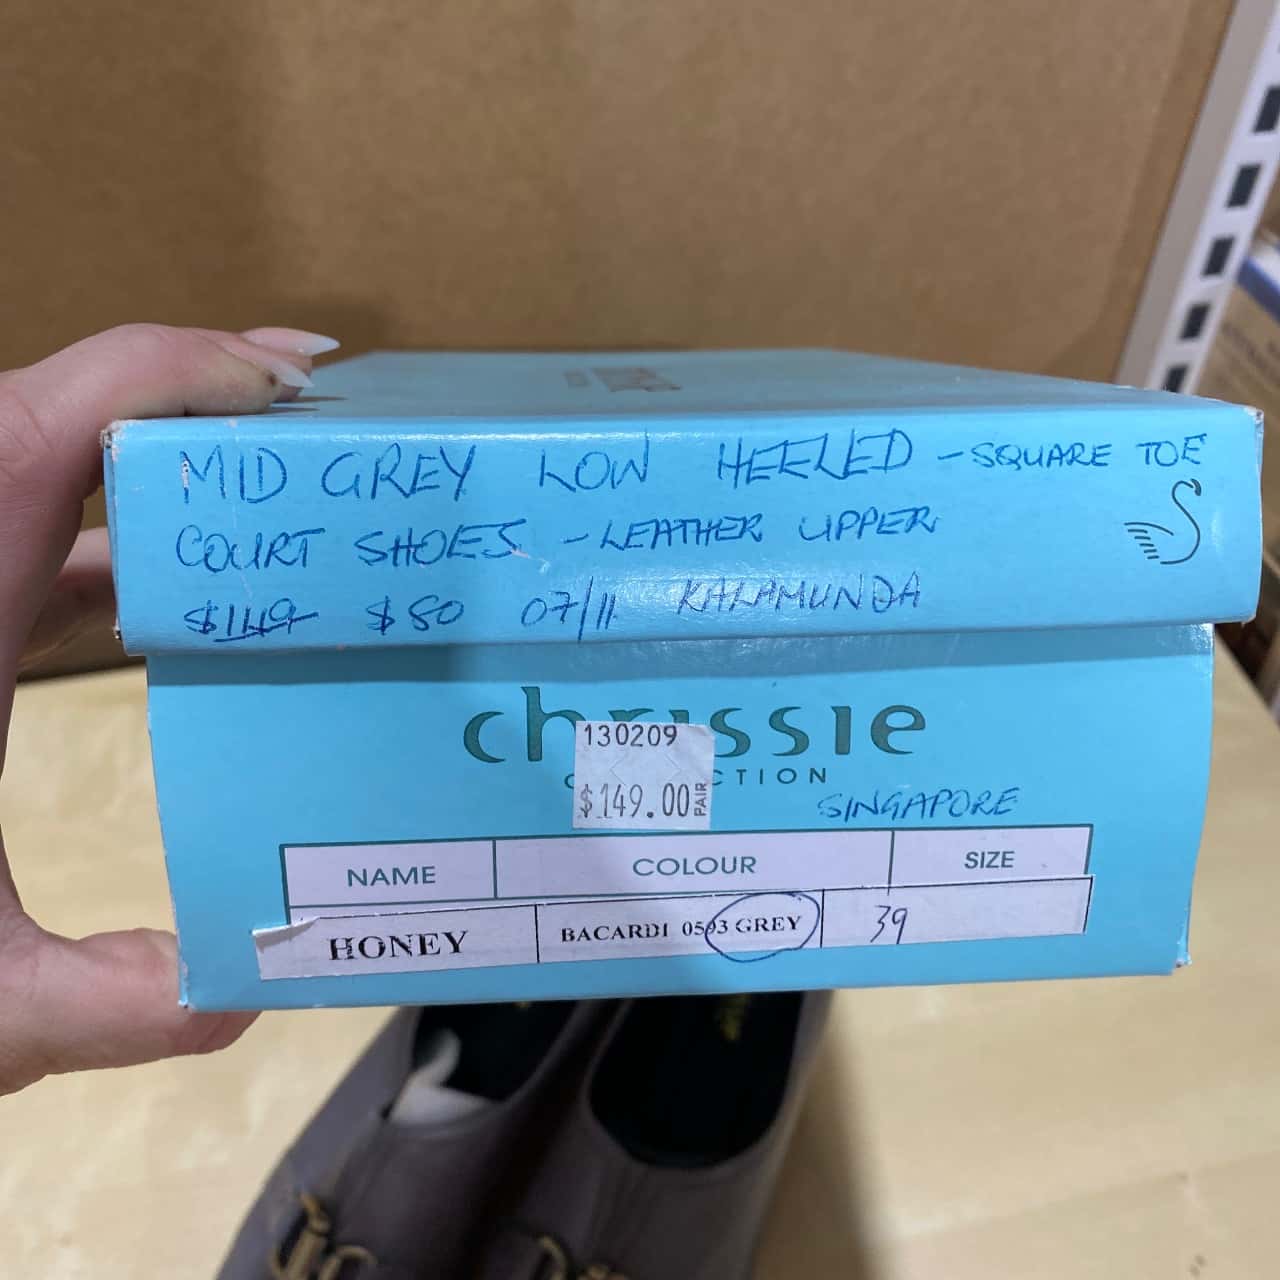 MID GREY LOW HEELED - SQUARE TOE
COURT SHOES - LEATHER UPPER
$149 $80 07/11 KALAMUNDA
chrissie
130209
$149.00 PAIR
SINGAPORE
NAME COLOUR SIZE
HONEY BACARDI 0593 GREY 39